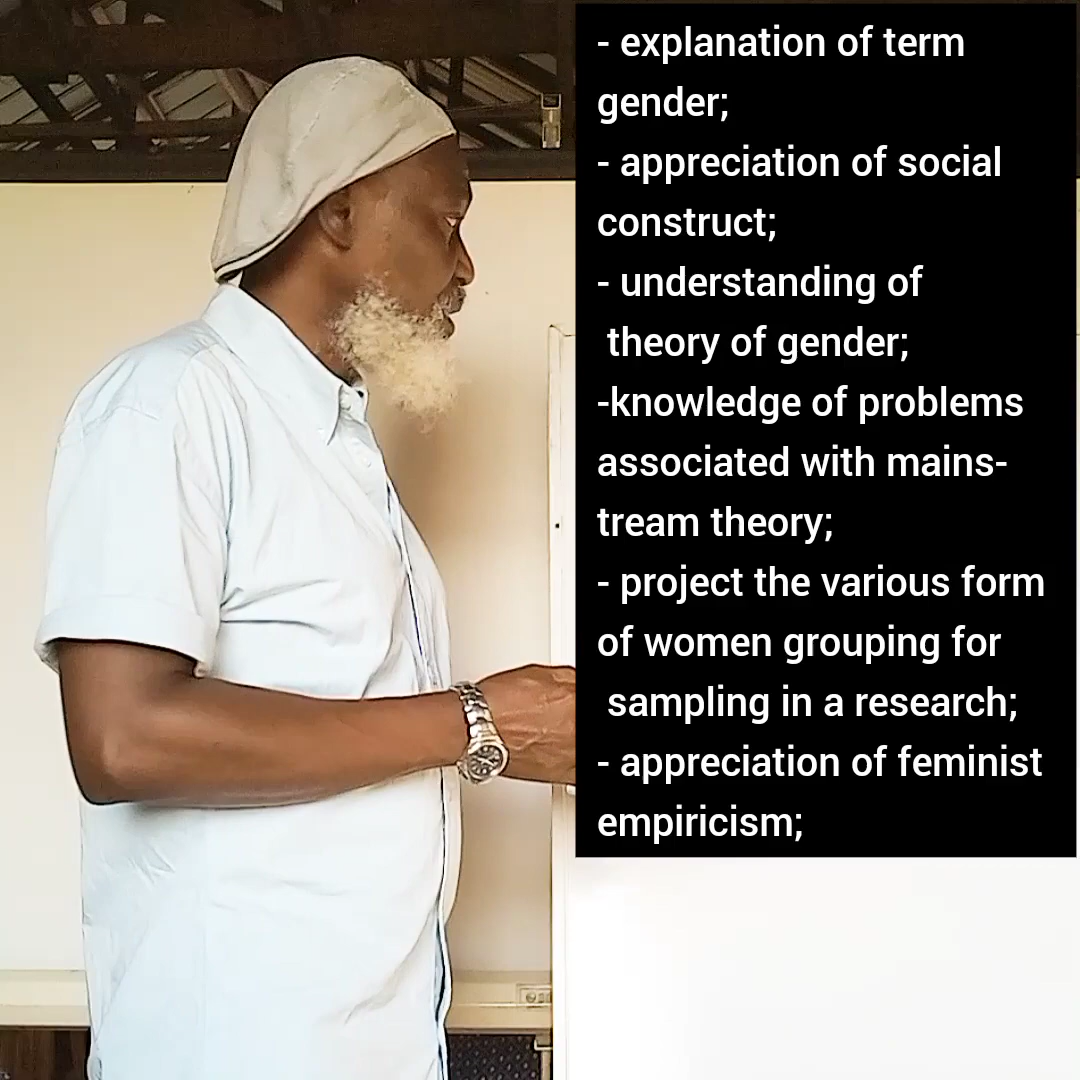 - explanation of term
gender;
- appreciation of social
construct;
- understanding of
theory of gender;
-knowledge of problems
associated with mains-
tream theory;
- project the various form
of women grouping for
sampling in a research;
- appreciation of feminist
empiricism;